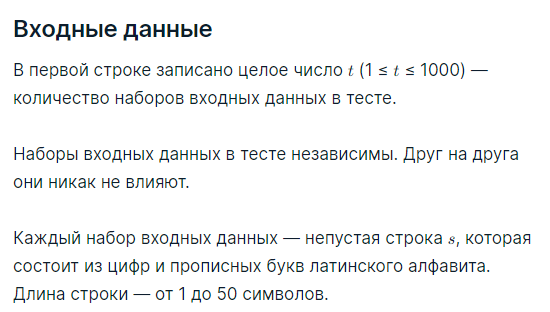 Входные данные
В первой строке записано целое число t (1 ≤ t ≤ 1000) —
количество наборов входных данных в тесте.
Наборы входных данных в тесте независимы. Друг на друга
они никак не влияют.
Каждый набор входных данных — непустая строка s, которая
состоит из цифр и прописных букв латинского алфавита.
Длина строки — от 1 до 50 символов.